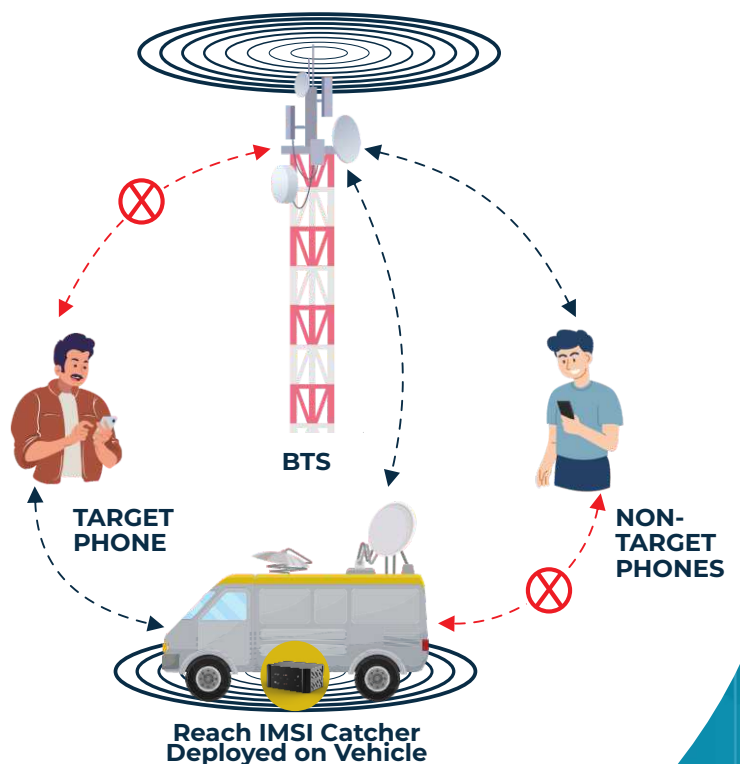 BTS
TARGET
PHONE
NON-
TARGET
PHONES
Reach IMSI Catcher
Deployed on Vehicle